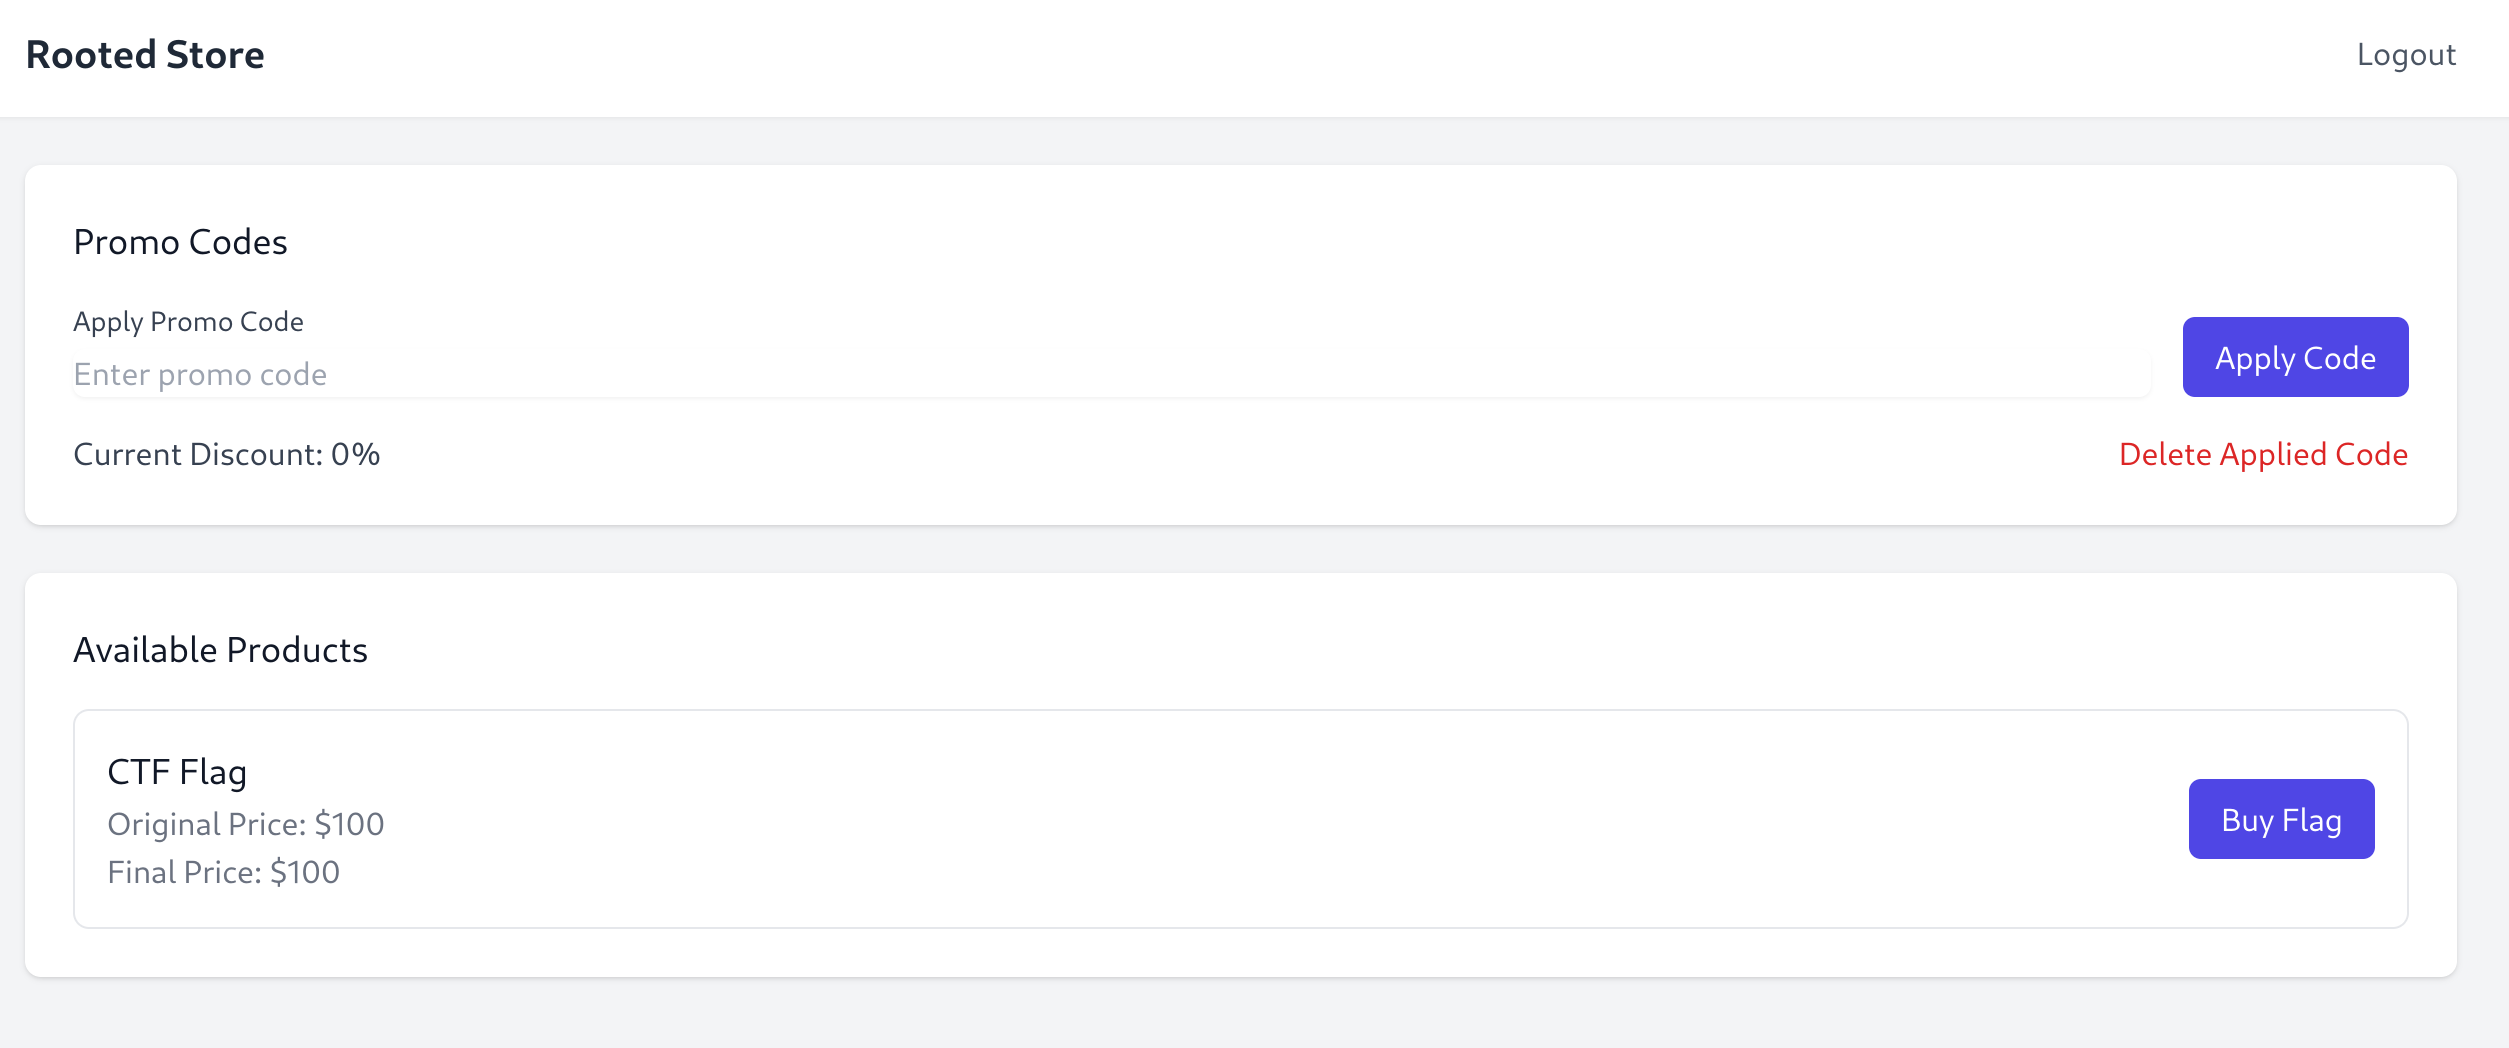 Rooted Store
Logout
Promo Codes
Apply Promo Code
Enter promo code
Apply Code
Current Discount: 0%
Delete Applied Code
Available Products
CTF Flag
Original Price: $100
Final Price: $100
Buy Flag